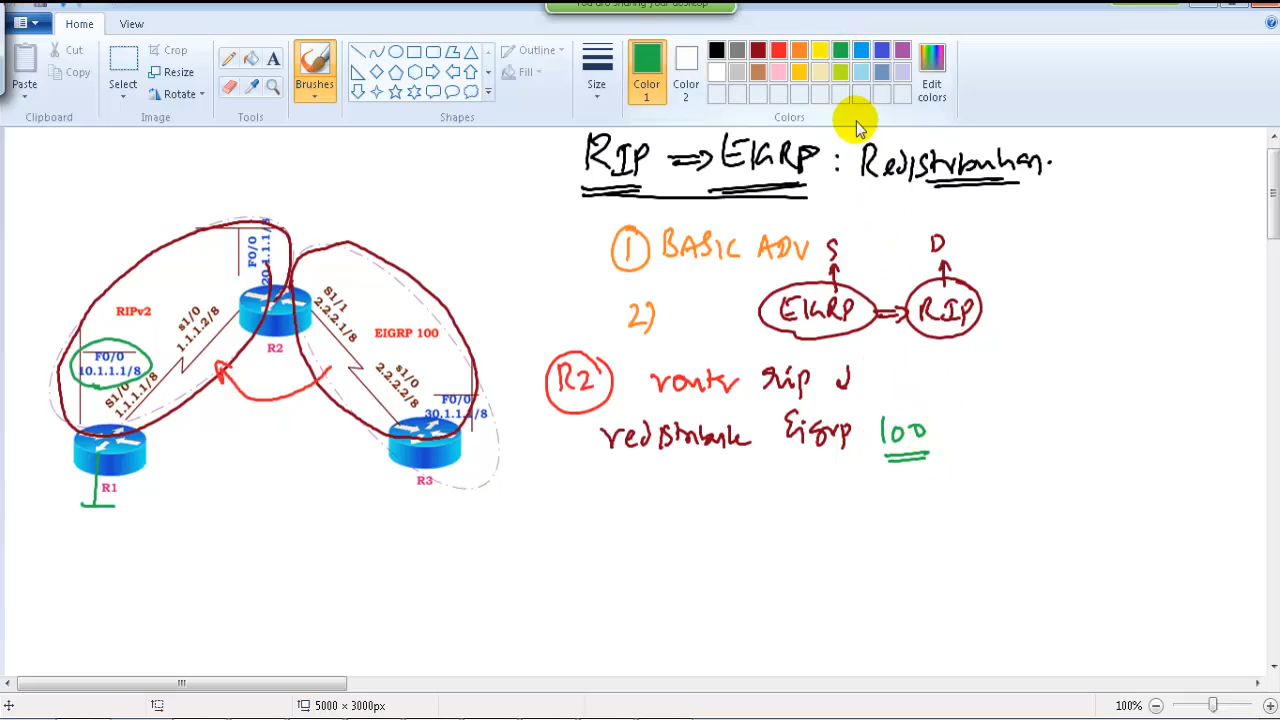 You are sharing your desktop
Home View
Cut
Copy
Paste
Clipboard
Select
Crop
Resize
Rotate
Image
Tools
Brushes
Outline
Fill
Shapes
Size
Color 1
Color 2
Edit colors
Colors
RIP ⇒ EIGRP : Redistribution.
1 BASIC ADV
S D
2) EIGRP ⇒ RIP
R2 router rip
redistribute Eigrp 100
RIPv2
F0/0
10.1.1.1/8
S1/0
1.1.1.1/8
s1/0
1.1.1.2/8
F0/0
20.1.1.1/8
R2
S1/1
2.2.2.1/8
EIGRP 100
s1/0
2.2.2.2/8
F0/0
30.1.1.1/8
R1
R3
5000 × 3000px
100%